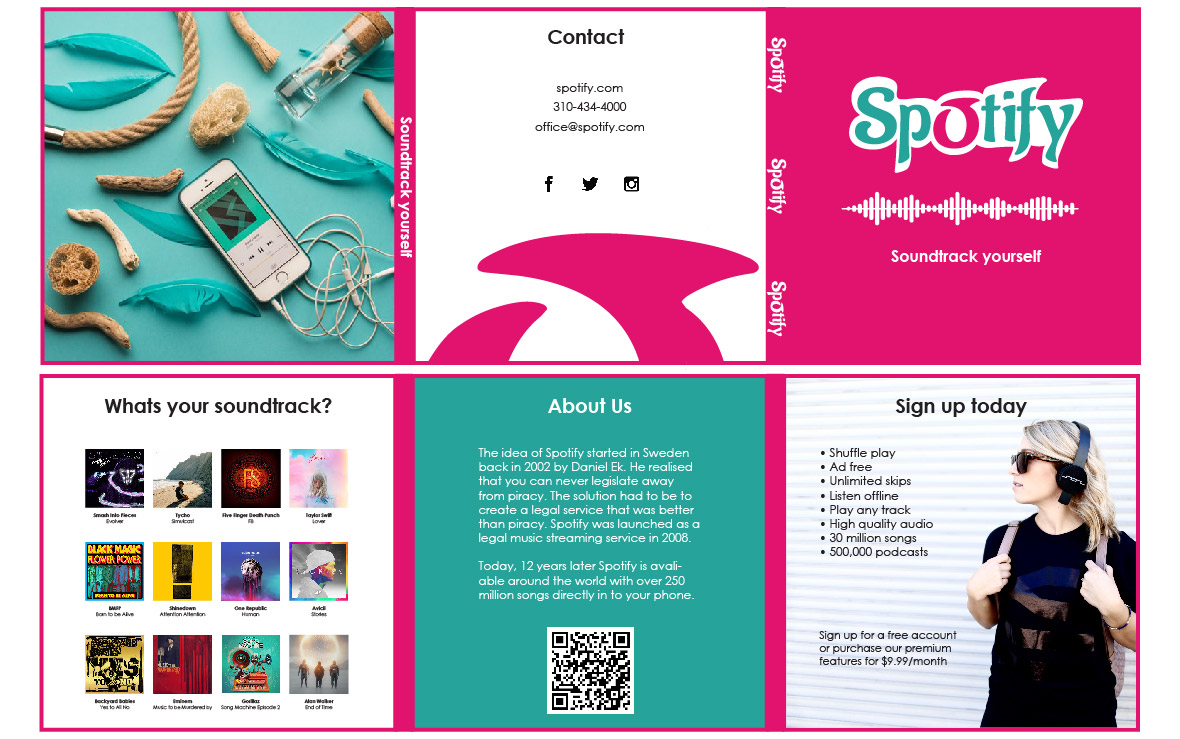 Soundtrack yourself
Contact
spotify.com
310-434-4000
office@spotify.com
Spotify
Spotify
Spotify
Spotify
Soundtrack yourself
Whats your soundtrack?
Smash Into Pieces
Evolver
Tycho
Simulcast
Five Finger Death Punch
F8
Taylor Swift
Lover
BLACK MAGIC
FLOWER POWER
BORN TO BE ALIVE
BMFP
Born to be Alive
Shinedown
Attention Attention
One Republic
Human
Avicii
Stories
Backyard Babies
Yes to All No
Eminem
Music to be Murdered by
Gorillaz
Song Machine Episode 2
Alan Walker
End of Time
About Us
The idea of Spotify started in Sweden
back in 2002 by Daniel Ek. He realised
that you can never legislate away
from piracy. The solution had to be to
create a legal service that was better
than piracy. Spotify was launched as a
legal music streaming service in 2008.
Today, 12 years later Spotify is avali-
able around the world with over 250
million songs directly in to your phone.
Sign up today
• Shuffle play
• Ad free
• Unlimited skips
• Listen offline
• Play any track
• High quality audio
• 30 million songs
• 500,000 podcasts
Sign up for a free account
or purchase our premium
features for $9.99/month